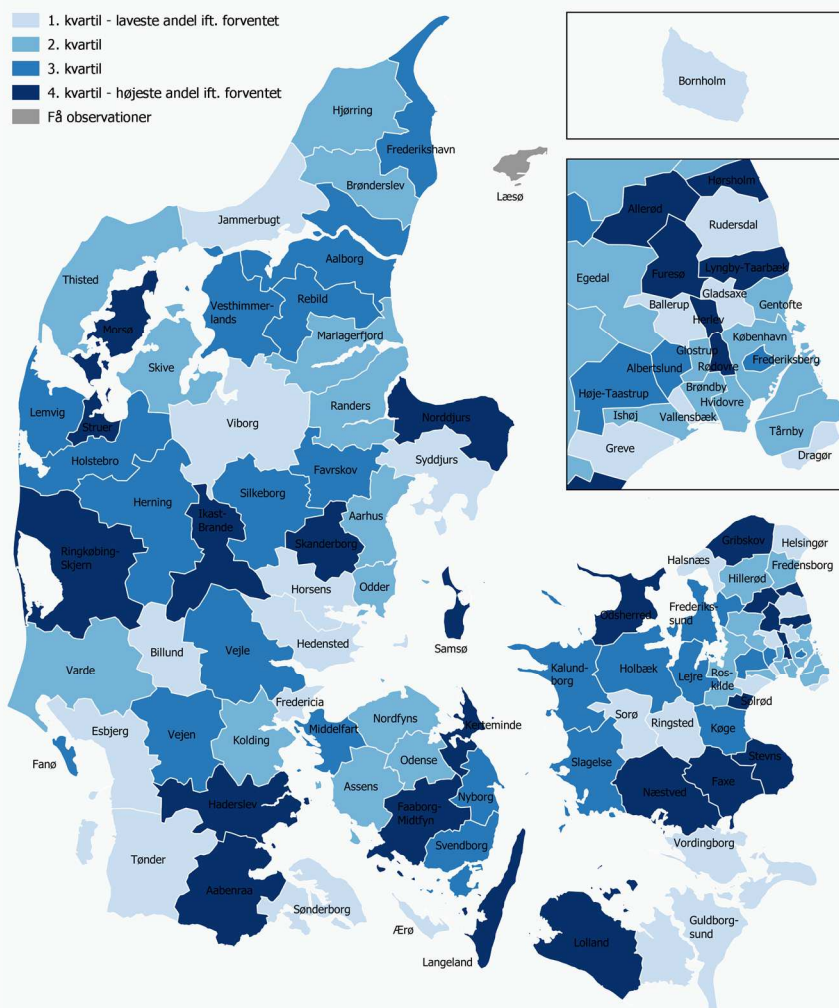 1. kvartil - laveste andel ift. forventet
2. kvartil
3. kvartil
4. kvartil - højeste andel ift. forventet
Få observationer
Bornholm
Hjørring
Frederikshavn
Brønderslev
Læsø
Jammerbugt
Aalborg
Thisted
Vesthimmer-
lands
Rebild
Morsø
Mariagerfjord
Skive
Lemvig
Struer
Viborg
Randers
Norddjurs
Holstebro
Favrskov
Syddjurs
Herning
Silkeborg
Ikast-
Brande
Aarhus
Ringkøbing-
Skjern
Skanderborg
Horsens
Odder
Samsø
Hedensted
Billund
Vejle
Varde
Fredericia
Esbjerg
Vejen
Kolding
Fanø
Middelfart
Nordfyns
Kerteminde
Odense
Assens
Nyborg
Haderslev
Faaborg-
Midtfyn
Svendborg
Tønder
Aabenraa
Sønderborg
Ærø
Langeland
Hørsholm
Allerød
Rudersdal
Egedal
Furesø
Lyngby-Taarbæk
Ballerup
Gladsaxe
Gentofte
Herlev
København
Glostrup
Rødovre
Frederiksberg
Albertslund
Høje-Taastrup
Brøndby
Hvidovre
Ishøj
Vallensbæk
Tårnby
Greve
Dragør
Gribskov
Helsingør
Halsnæs
Fredensborg
Hillerød
Odsherred
Frederiks-
sund
Kalund-
borg
Holbæk
Lejre
Ros-
kilde
Solrød
Sorø
Ringsted
Køge
Slagelse
Stevns
Næstved
Faxe
Vordingborg
Guldborg-
sund
Lolland